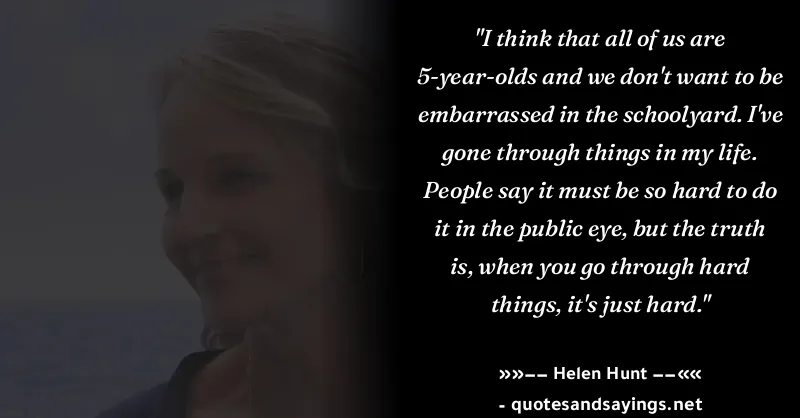 "I think that all of us are
5-year-olds and we don't want to be
embarrassed in the schoolyard. I've
gone through things in my life.
People say it must be so hard to do
it in the public eye, but the truth
is, when you go through hard
things, it's just hard."
»»−− Helen Hunt −−««
- quotesandsayings.net